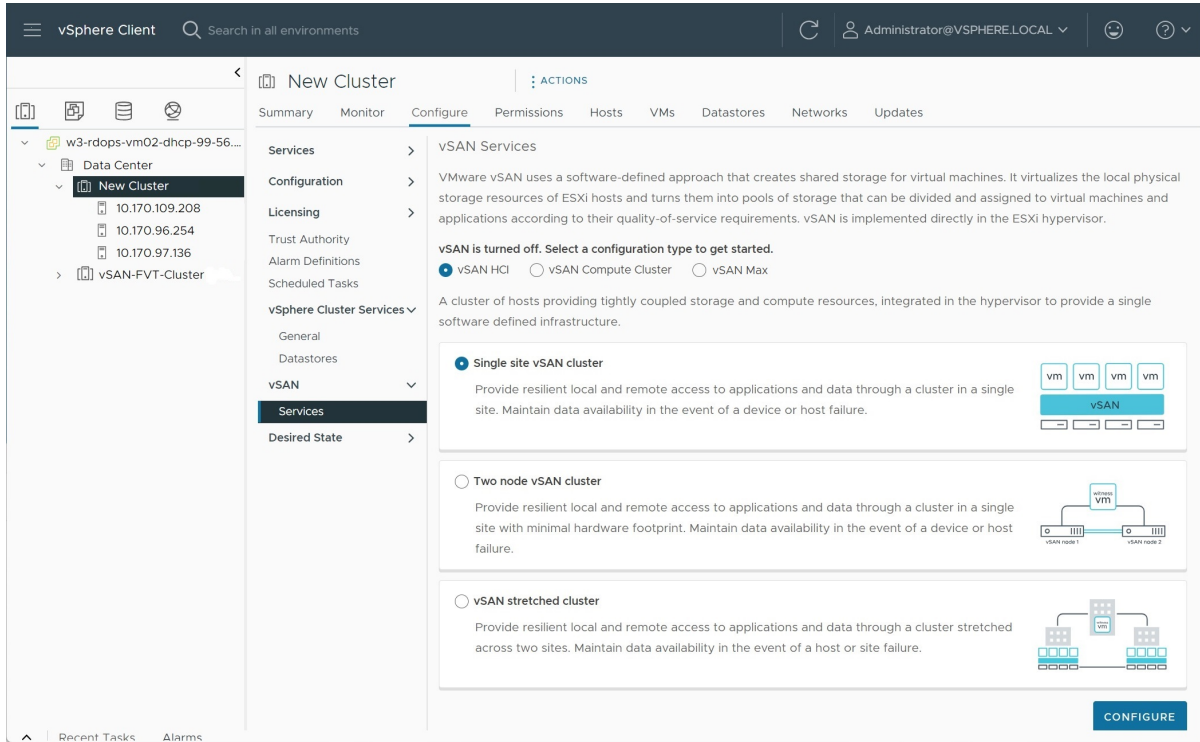 vSphere Client
Search in all environments
Administrator@VSPHERE.LOCAL
w3-rdops-vm02-dhcp-99-56....
Data Center
New Cluster
10.170.109.208
10.170.96.254
10.170.97.136
vSAN-FVT-Cluster
New Cluster
ACTIONS
Summary Monitor Configure Permissions Hosts VMs Datastores Networks Updates
Services
Configuration
Licensing
Trust Authority
Alarm Definitions
Scheduled Tasks
vSphere Cluster Services
General
Datastores
vSAN
Services
Desired State
vSAN Services
VMware vSAN uses a software-defined approach that creates shared storage for virtual machines. It virtualizes the local physical
storage resources of ESXi hosts and turns them into pools of storage that can be divided and assigned to virtual machines and
applications according to their quality-of-service requirements. vSAN is implemented directly in the ESXi hypervisor.
vSAN is turned off. Select a configuration type to get started.
vSAN HCI vSAN Compute Cluster vSAN Max
A cluster of hosts providing tightly coupled storage and compute resources, integrated in the hypervisor to provide a single
software defined infrastructure.
Single site vSAN cluster
Provide resilient local and remote access to applications and data through a cluster in a single
site. Maintain data availability in the event of a device or host failure.
vm vm vm vm
vSAN
Two node vSAN cluster
Provide resilient local and remote access to applications and data through a cluster in a single
site with minimal hardware footprint. Maintain data availability in the event of a device or host
failure.
witness
vm
vSAN node 1 vSAN node 2
vSAN stretched cluster
Provide resilient local and remote access to applications and data through a cluster stretched
across two sites. Maintain data availability in the event of a host or site failure.
witness
vm
CONFIGURE
Recent Tasks Alarms